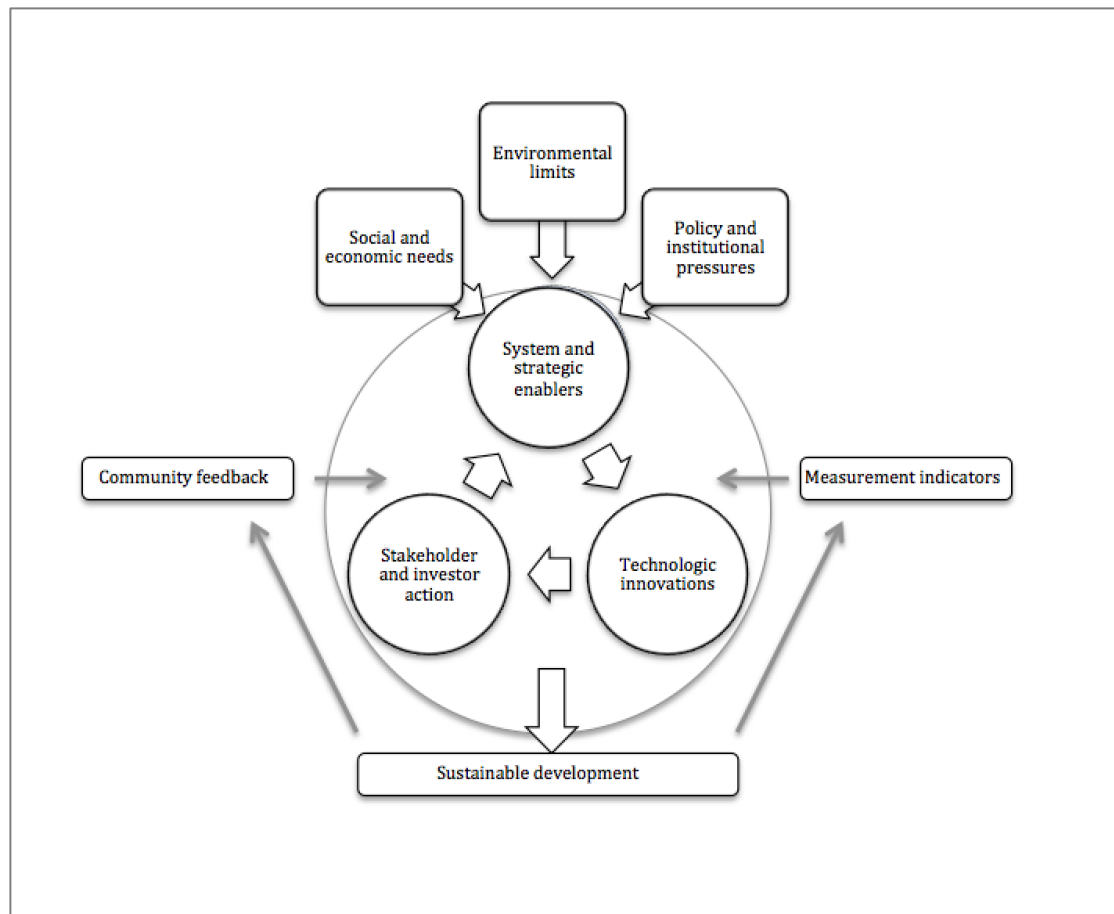 Environmental
limits
Social and
economic needs
Policy and
institutional
pressures
System and
strategic
enablers
Community feedback
Measurement indicators
Stakeholder
and investor
action
Technologic
innovations
Sustainable development